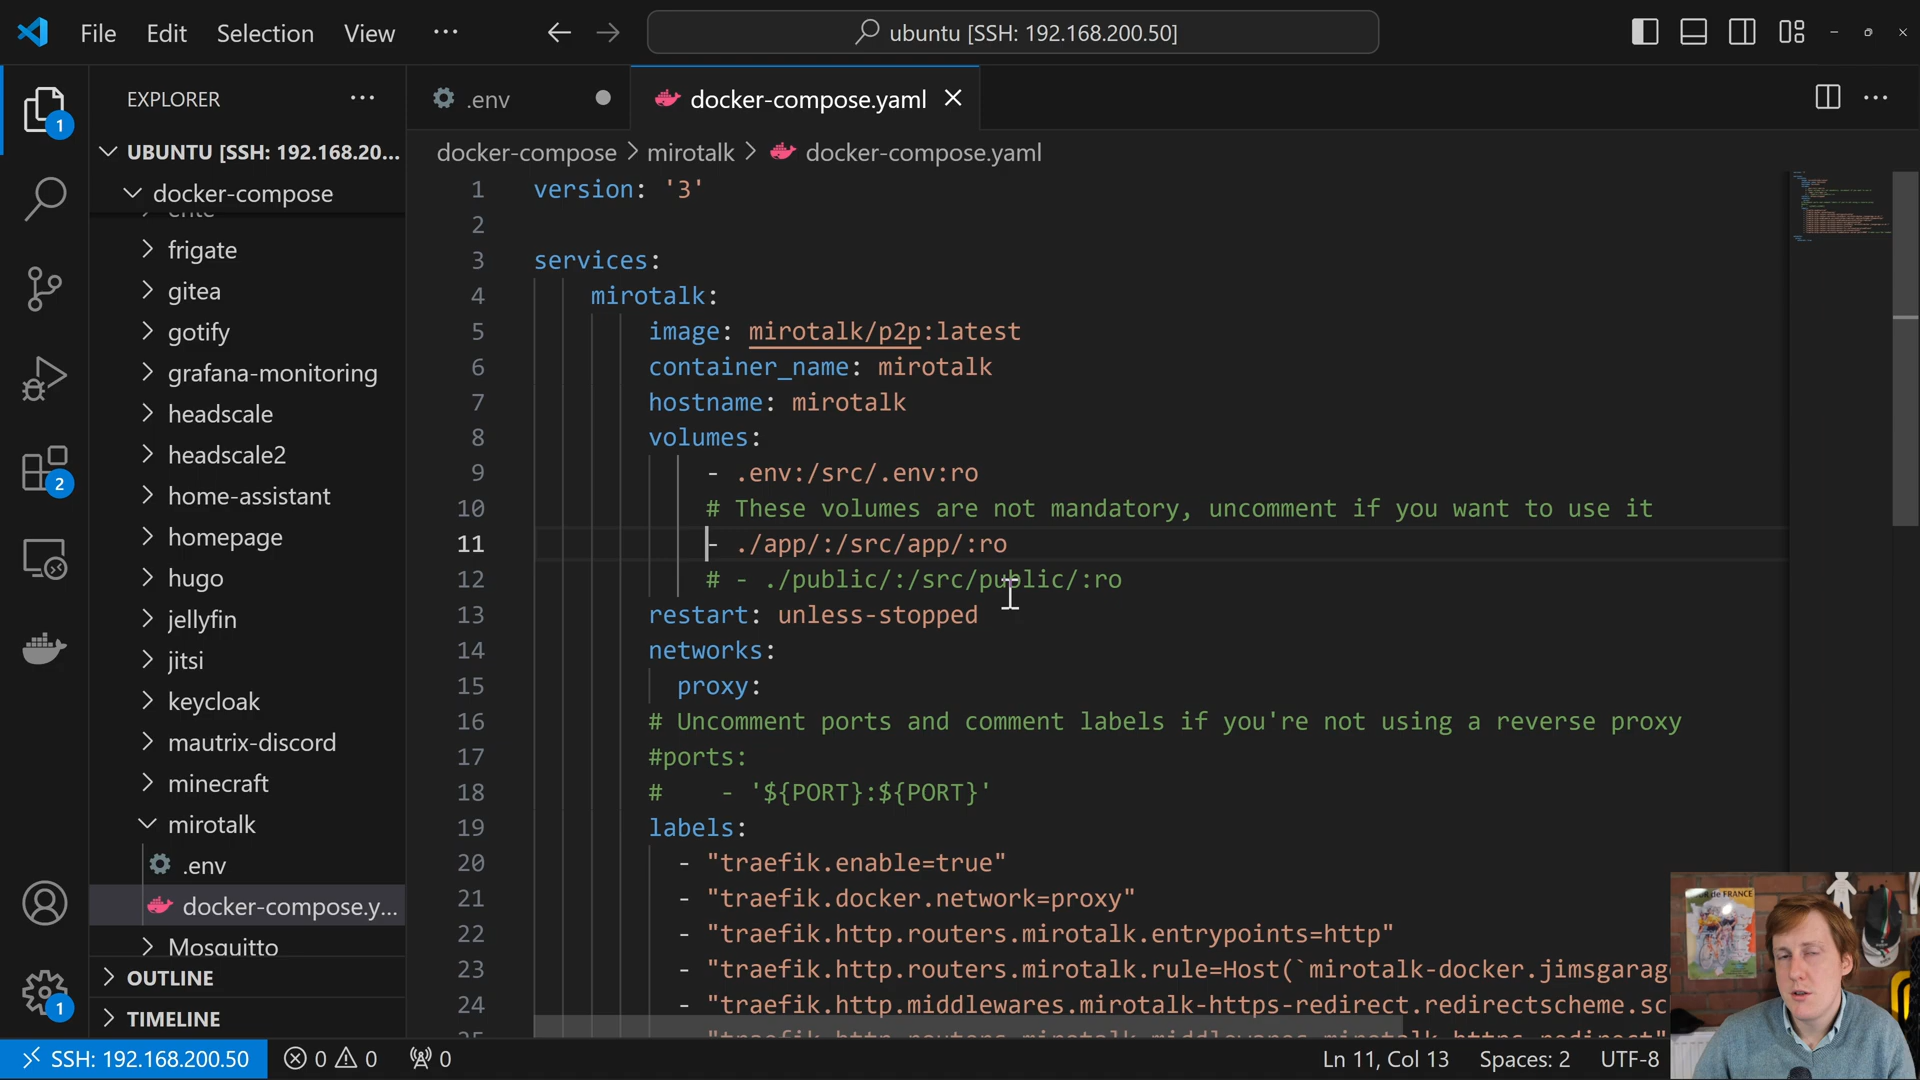 File Edit Selection View ···
ubuntu [SSH: 192.168.200.50]
EXPLORER
.env
docker-compose.yaml
1
UBUNTU [SSH: 192.168.20...
docker-compose > mirotalk > docker-compose.yaml
docker-compose
frigate
gitea
gotify
grafana-monitoring
headscale
headscale2
home-assistant
homepage
hugo
jellyfin
jitsi
keycloak
mautrix-discord
minecraft
mirotalk
.env
docker-compose.y...
Mosquitto
OUTLINE
TIMELINE
2
1
1 version: '3'
2
3 services:
4 mirotalk:
5 image: mirotalk/p2p:latest
6 container_name: mirotalk
7 hostname: mirotalk
8 volumes:
9 - .env:/src/.env:ro
10 # These volumes are not mandatory, uncomment if you want to use it
11 - ./app/:/src/app/:ro
12 # - ./public/:/src/public/:ro
13 restart: unless-stopped
14 networks:
15 proxy:
16 # Uncomment ports and comment labels if you're not using a reverse proxy
17 #ports:
18 # - '${PORT}:${PORT}'
19 labels:
20 - "traefik.enable=true"
21 - "traefik.docker.network=proxy"
22 - "traefik.http.routers.mirotalk.entrypoints=http"
23 - "traefik.http.routers.mirotalk.rule=Host(`mirotalk-docker.jimsgarag
24 - "traefik.http.middlewares.mirotalk-https-redirect.redirectscheme.sc
DE FRANCE
SSH: 192.168.200.50
0 0 0
Ln 11, Col 13 Spaces: 2 UTF-8